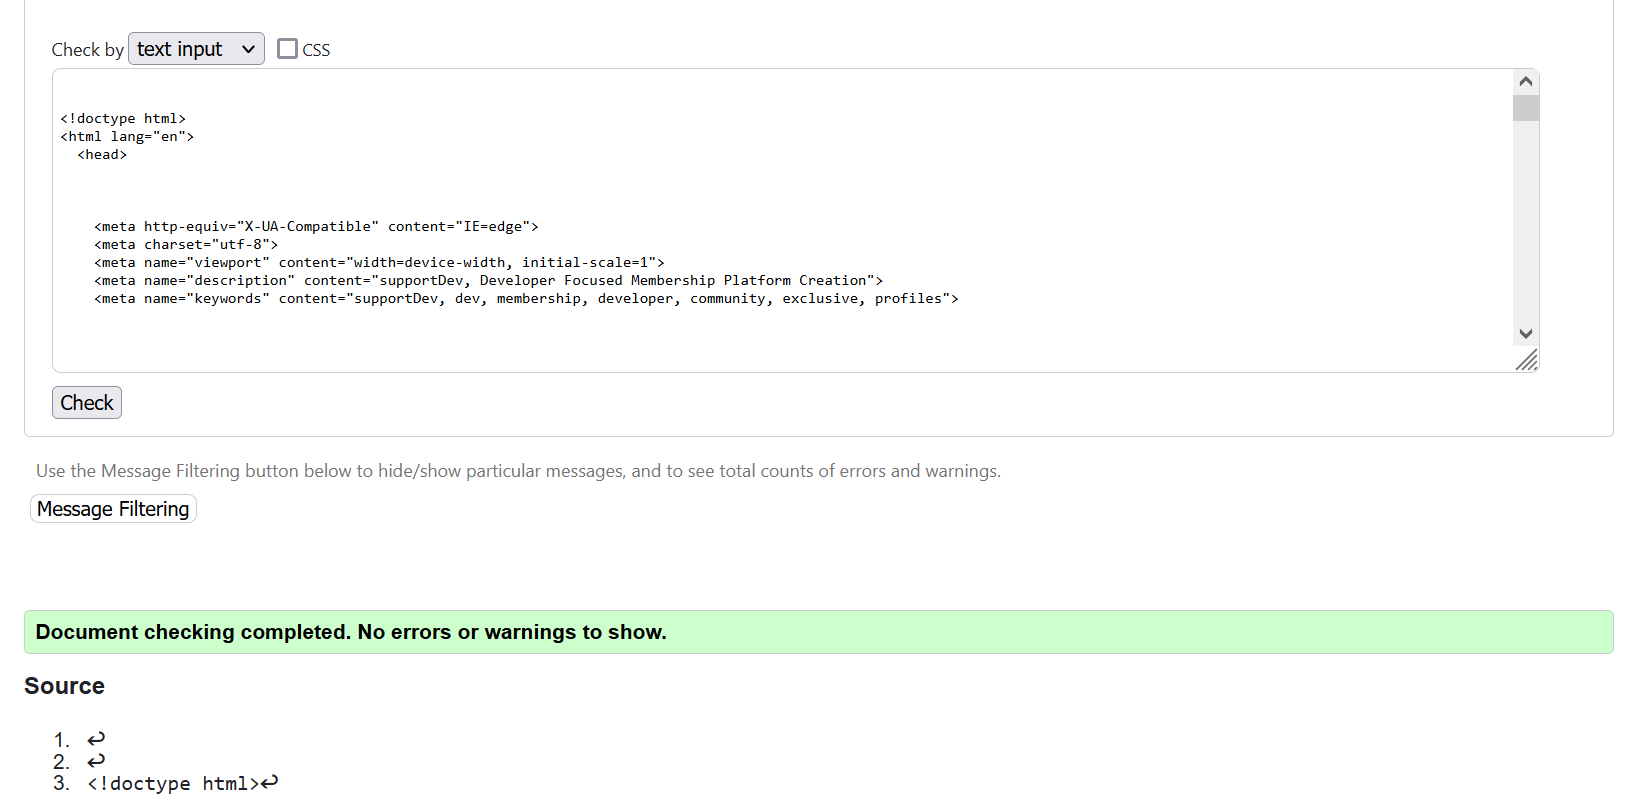 Check by text input CSS
<!doctype html>
<html lang="en">
<head>
<meta http-equiv="X-UA-Compatible" content="IE=edge">
<meta charset="utf-8">
<meta name="viewport" content="width=device-width, initial-scale=1">
<meta name="description" content="supportDev, Developer Focused Membership Platform Creation">
<meta name="keywords" content="supportDev, dev, membership, developer, community, exclusive, profiles">
Check
Use the Message Filtering button below to hide/show particular messages, and to see total counts of errors and warnings.
Message Filtering
Document checking completed. No errors or warnings to show.
Source
1. ↩
2. ↩
3. <!doctype html>↩